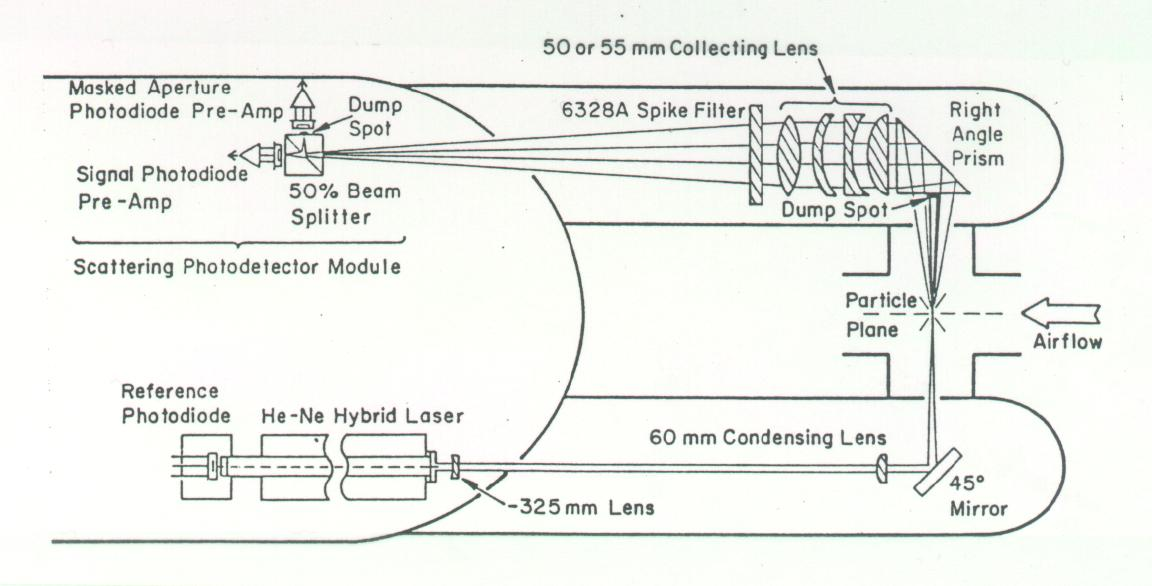 50 or 55 mm Collecting Lens
Masked Aperture
Photodiode Pre-Amp
Dump
Spot
6328A Spike Filter
Right
Angle
Prism
Signal Photodiode
Pre-Amp
50% Beam
Splitter
Dump Spot
Scattering Photodetector Module
Particle
Plane
Airflow
Reference
Photodiode
He-Ne Hybrid Laser
60 mm Condensing Lens
-325 mm Lens
45°
Mirror